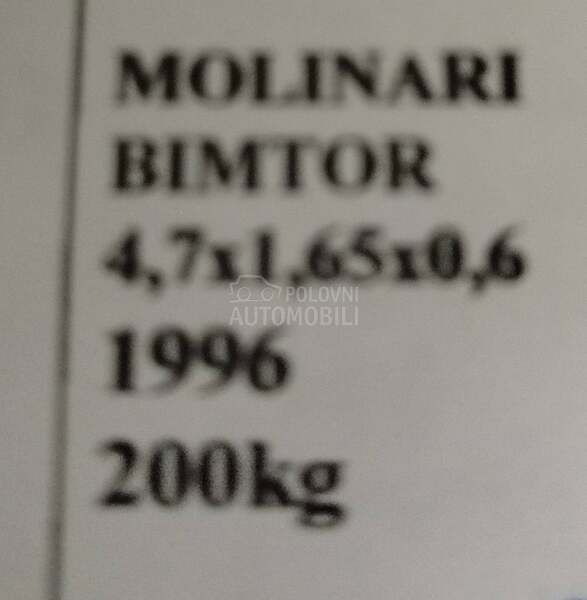 MOLINARI
BIMTOR
4,7x1,65x0,6
POLOVNI
AUTOMOBILI
1996
200kg